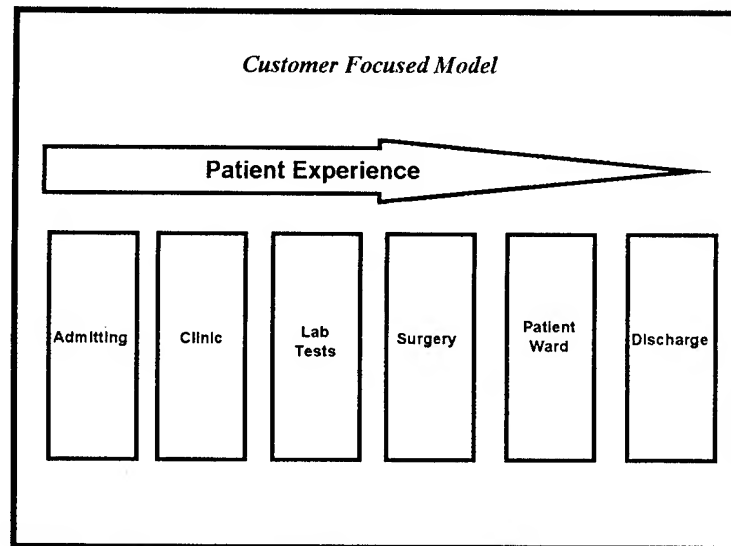 Customer Focused Model
Patient Experience
Admitting
Clinic
Lab
Tests
Surgery
Patient
Ward
Discharge